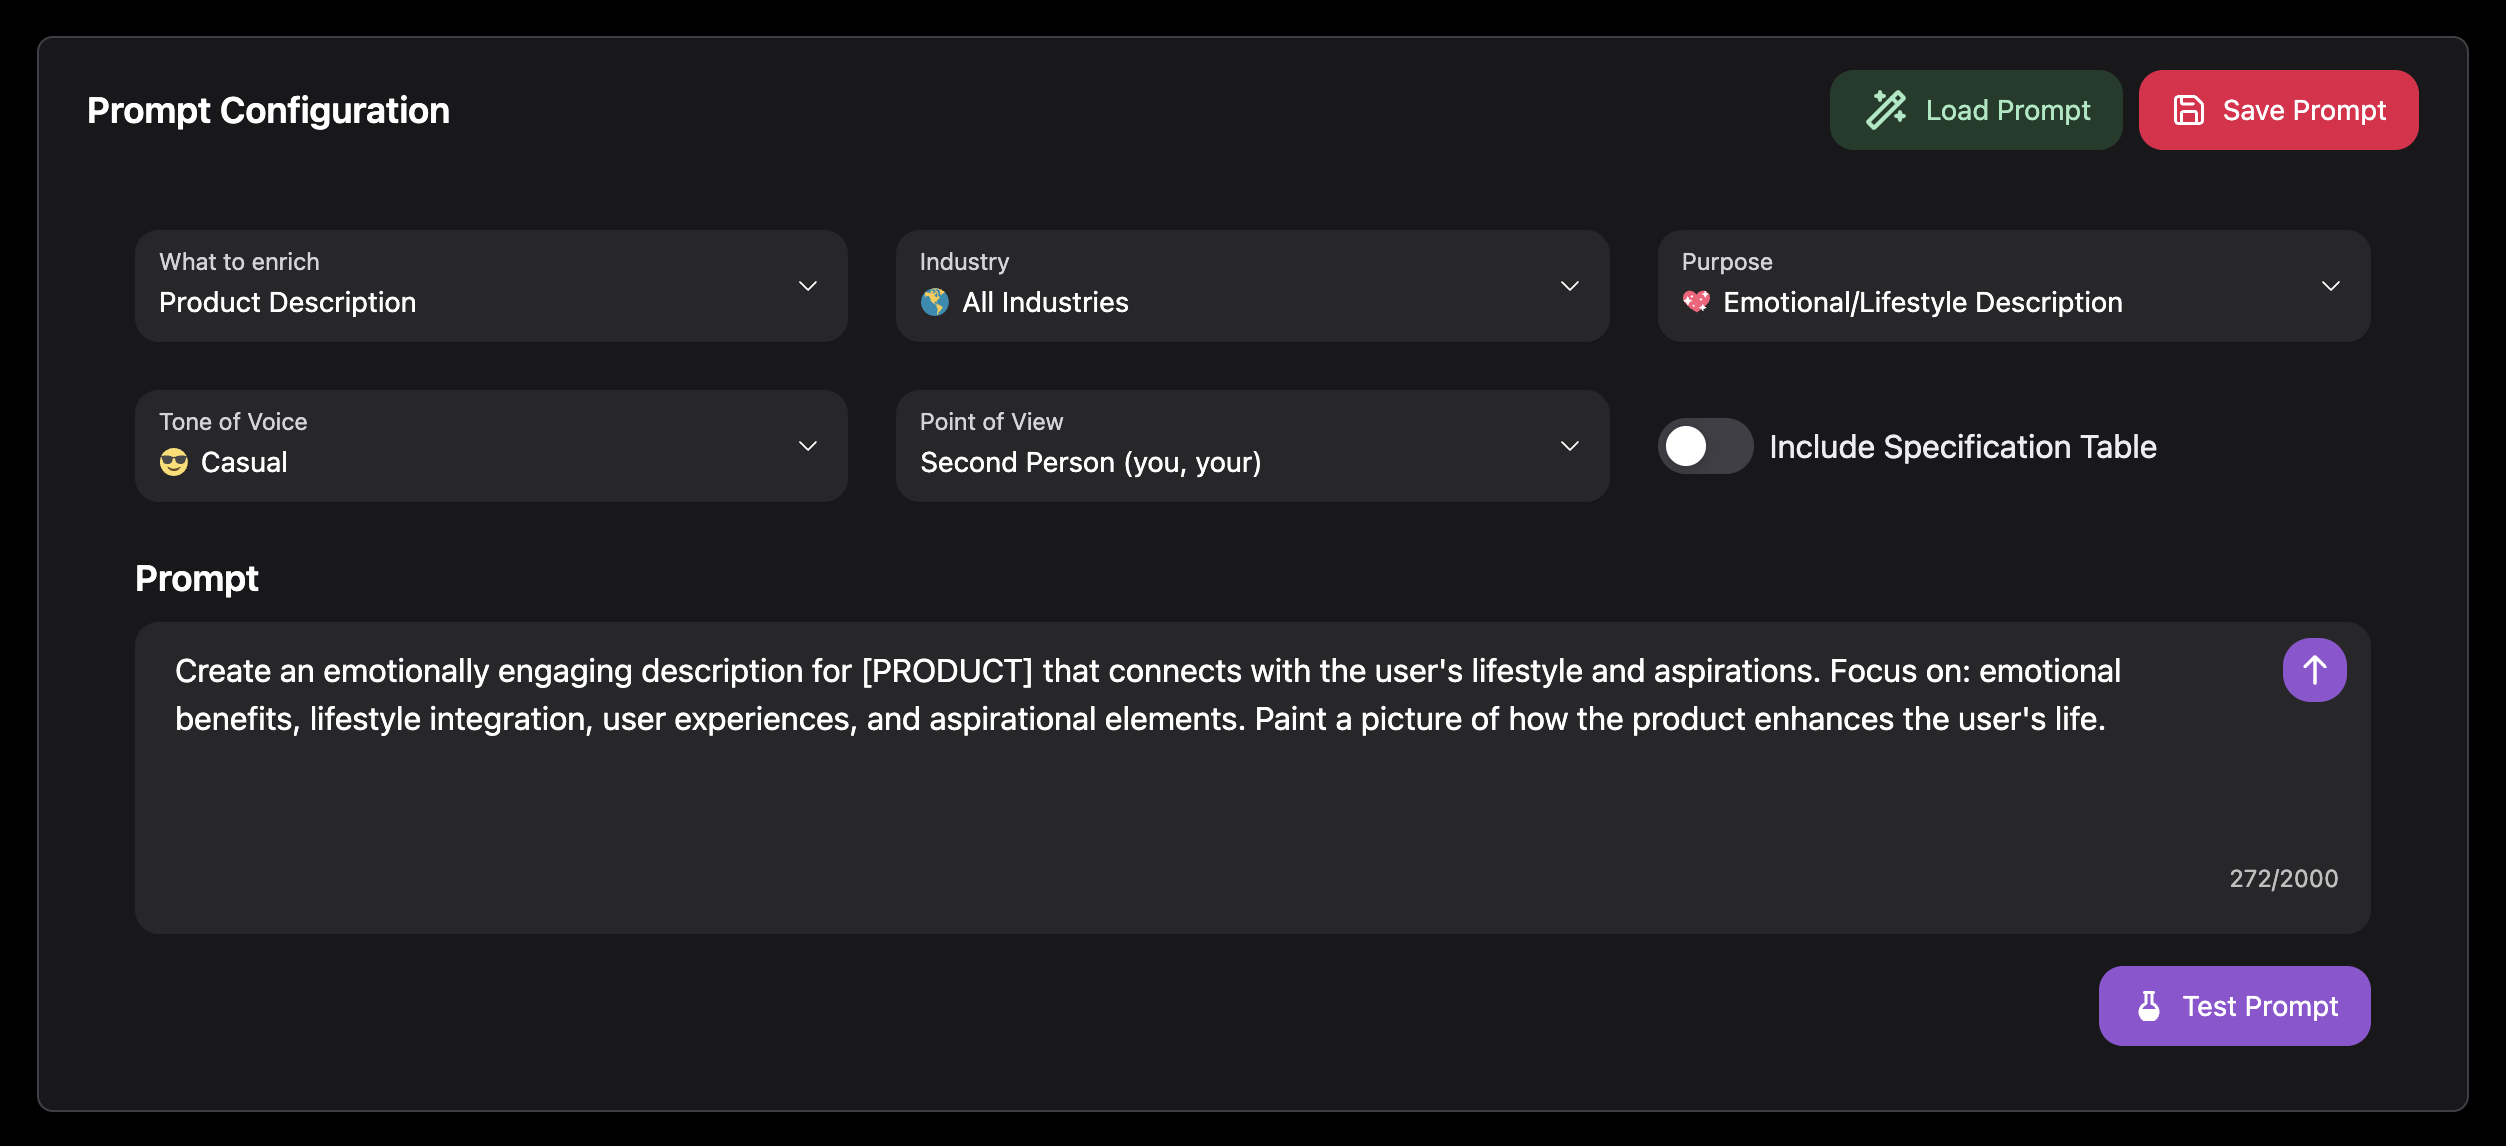 Prompt Configuration
Load Prompt
Save Prompt
What to enrich
Product Description
Industry
🌎 All Industries
Purpose
💖 Emotional/Lifestyle Description
Tone of Voice
😎 Casual
Point of View
Second Person (you, your)
Include Specification Table
Prompt
Create an emotionally engaging description for [PRODUCT] that connects with the user's lifestyle and aspirations. Focus on: emotional
benefits, lifestyle integration, user experiences, and aspirational elements. Paint a picture of how the product enhances the user's life.
272/2000
Test Prompt